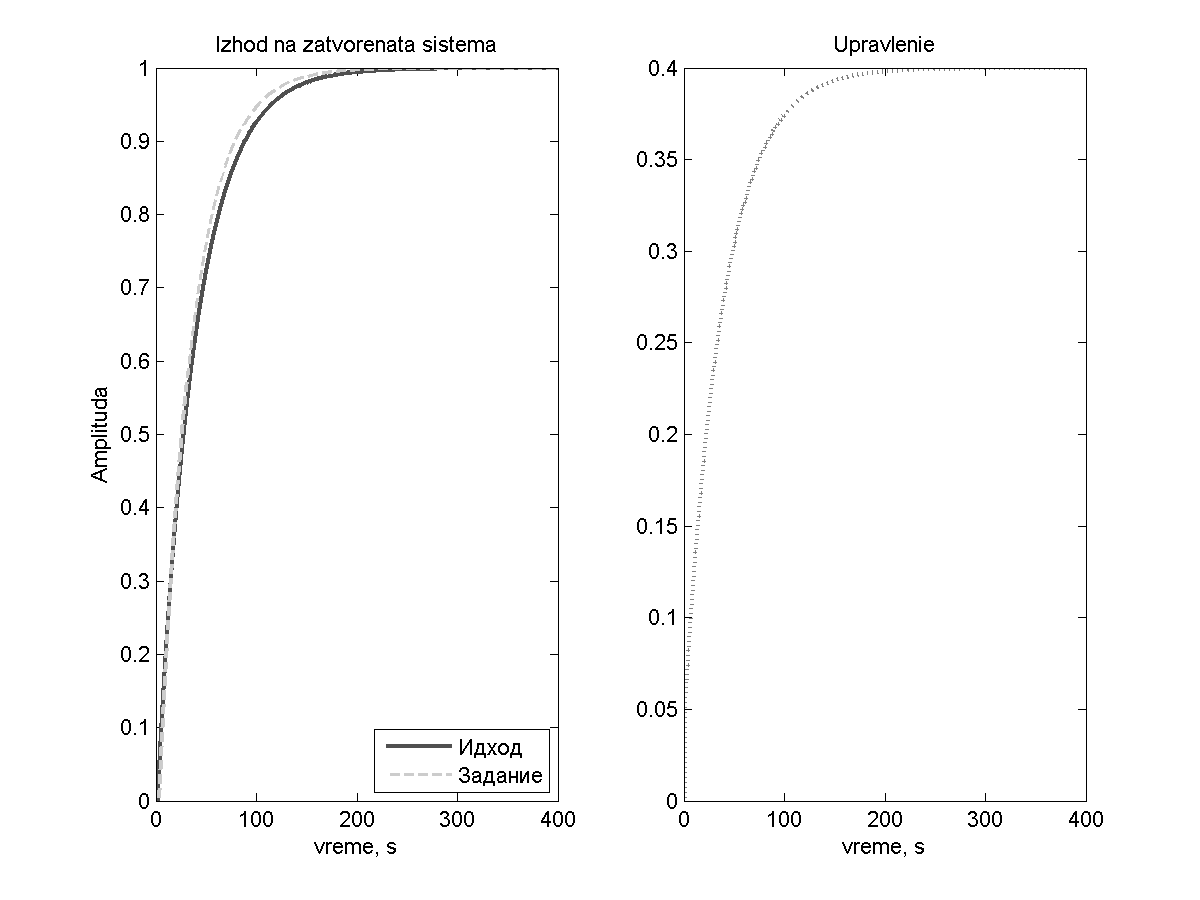 Izhod na zatvorenata sistema
1
0.9
0.8
0.7
0.6
0.5
0.4
0.3
0.2
0.1
0
Amplituda
Идход
Задание
0 100 200 300 400
vreme, s
Upravlenie
0.4
0.35
0.3
0.25
0.2
0.15
0.1
0.05
0
0 100 200 300 400
vreme, s